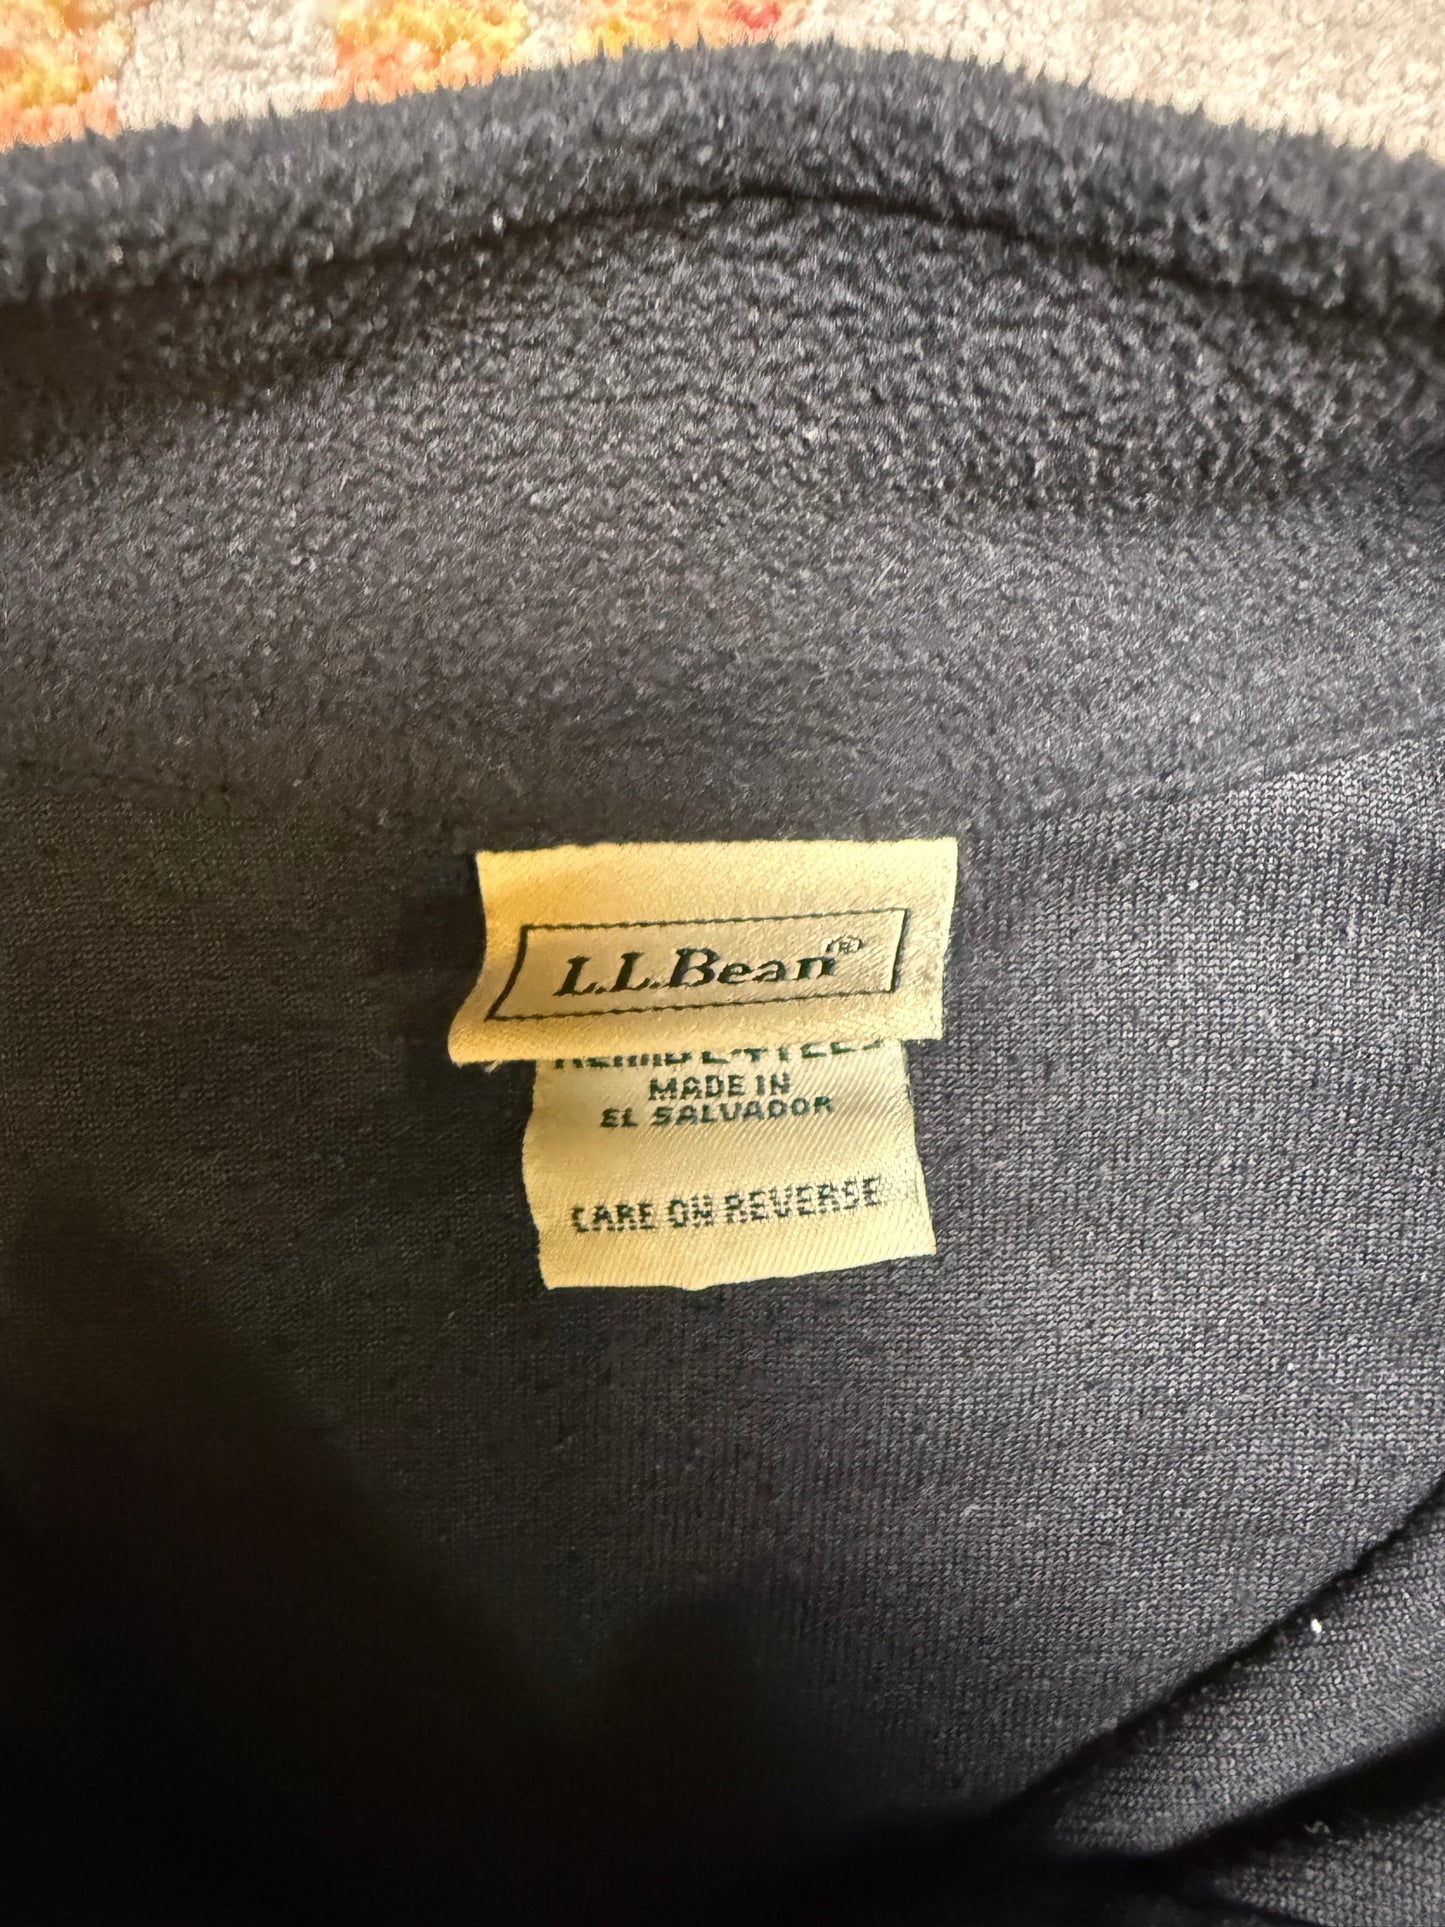 L.L.Bean®
MADE IN
EL SALVADOR
CARE ON REVERSE